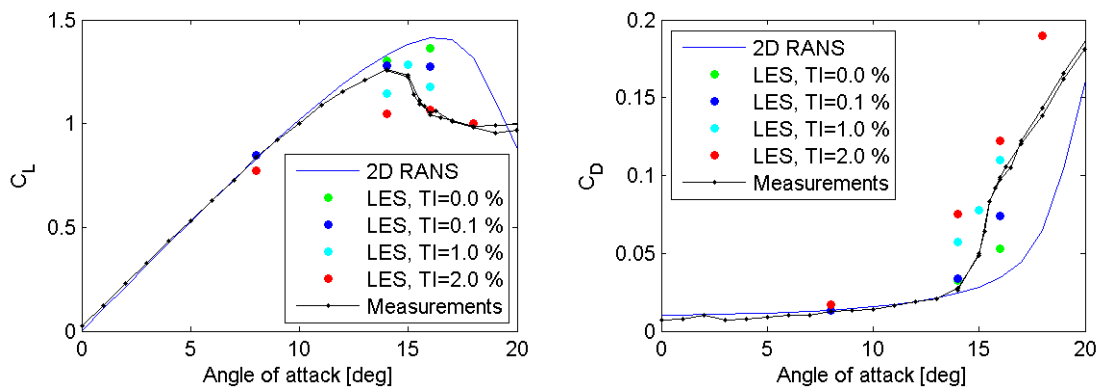 1.5
1
0.5
0
C_L
0 5 10 15 20
Angle of attack [deg]
2D RANS
LES, TI=0.0 %
LES, TI=0.1 %
LES, TI=1.0 %
LES, TI=2.0 %
Measurements
0.2
0.15
0.1
0.05
0
C_D
0 5 10 15 20
Angle of attack [deg]
2D RANS
LES, TI=0.0 %
LES, TI=0.1 %
LES, TI=1.0 %
LES, TI=2.0 %
Measurements